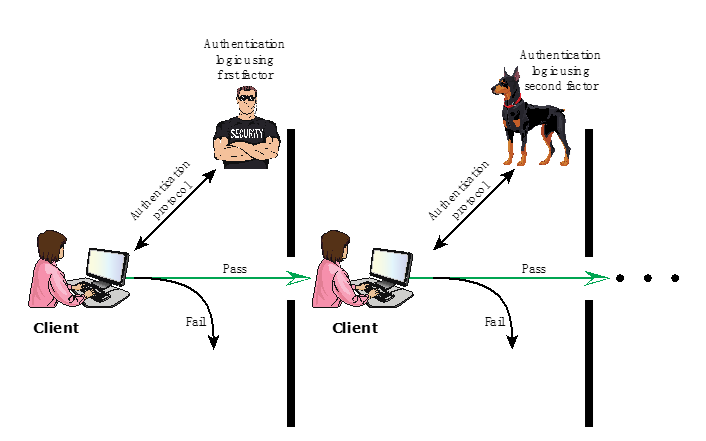 Authentication
logic using
first factor
Authentication
logic using
second factor
SECURITY
Authentication
protocol
Authentication
protocol
Pass
Pass
Fail
Fail
Client
Client